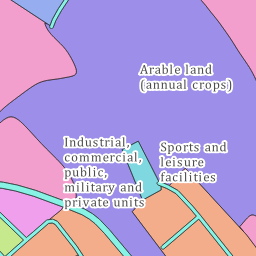 Arable land
(annual crops)
Industrial,
commercial,
public,
military and
private units
Sports and
leisure
facilities